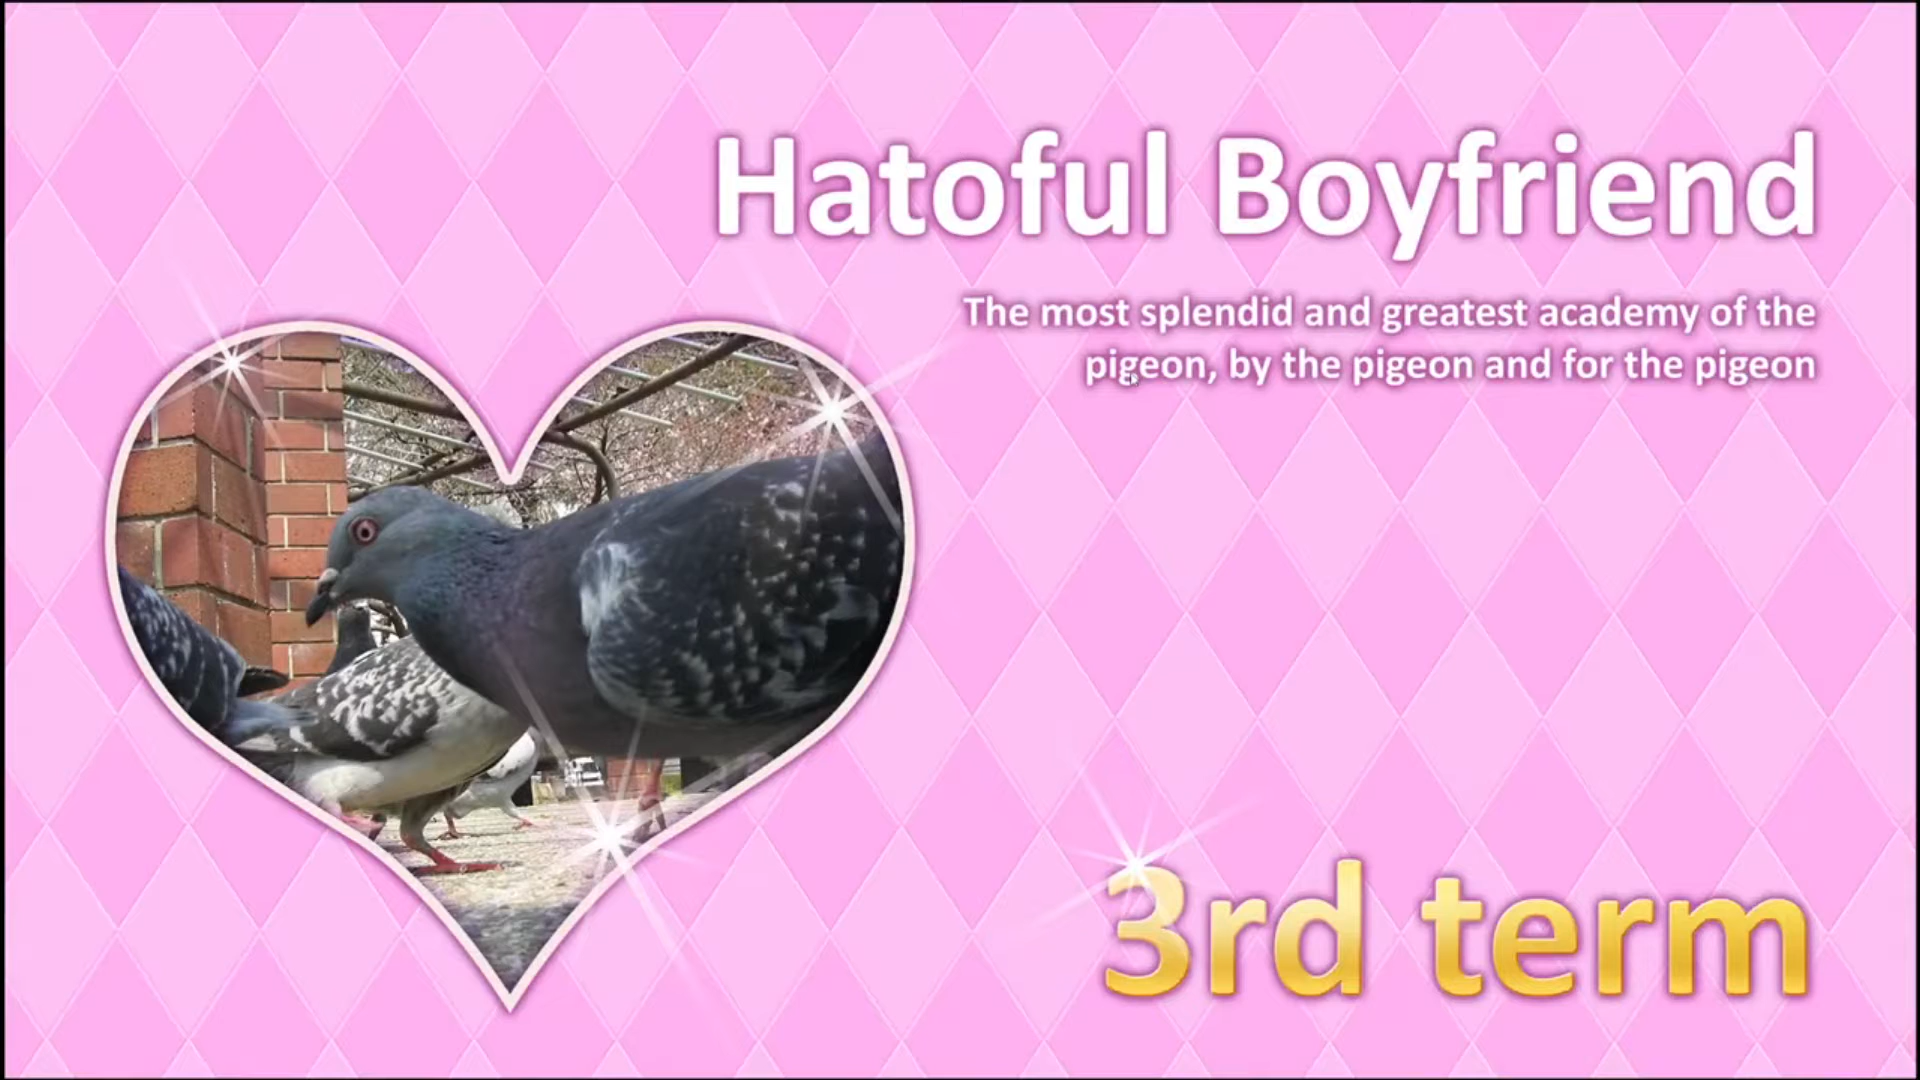 Hatoful Boyfriend
The most splendid and greatest academy of the
pigeon, by the pigeon and for the pigeon
3rd term